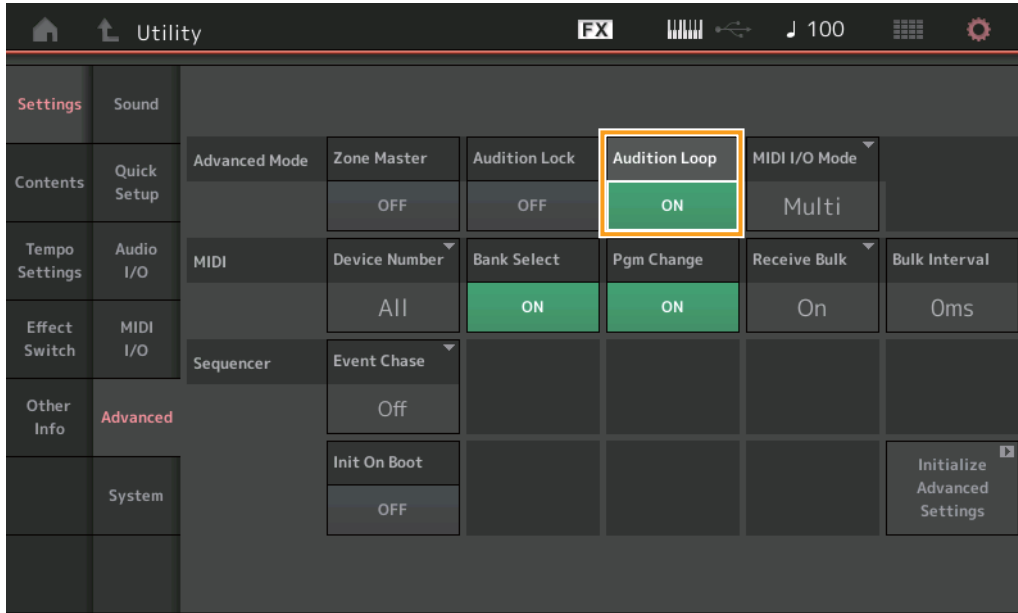 Utility
FX
♩ 100
Settings
Sound
Contents
Quick
Setup
Tempo
Settings
Audio
I/O
Effect
Switch
MIDI
I/O
Other
Info
Advanced
System
Advanced Mode
Zone Master
Audition Lock
Audition Loop
MIDI I/O Mode
OFF
OFF
ON
Multi
MIDI
Device Number
Bank Select
Pgm Change
Receive Bulk
Bulk Interval
All
ON
ON
On
0ms
Sequencer
Event Chase
Off
Init On Boot
OFF
Initialize
Advanced
Settings